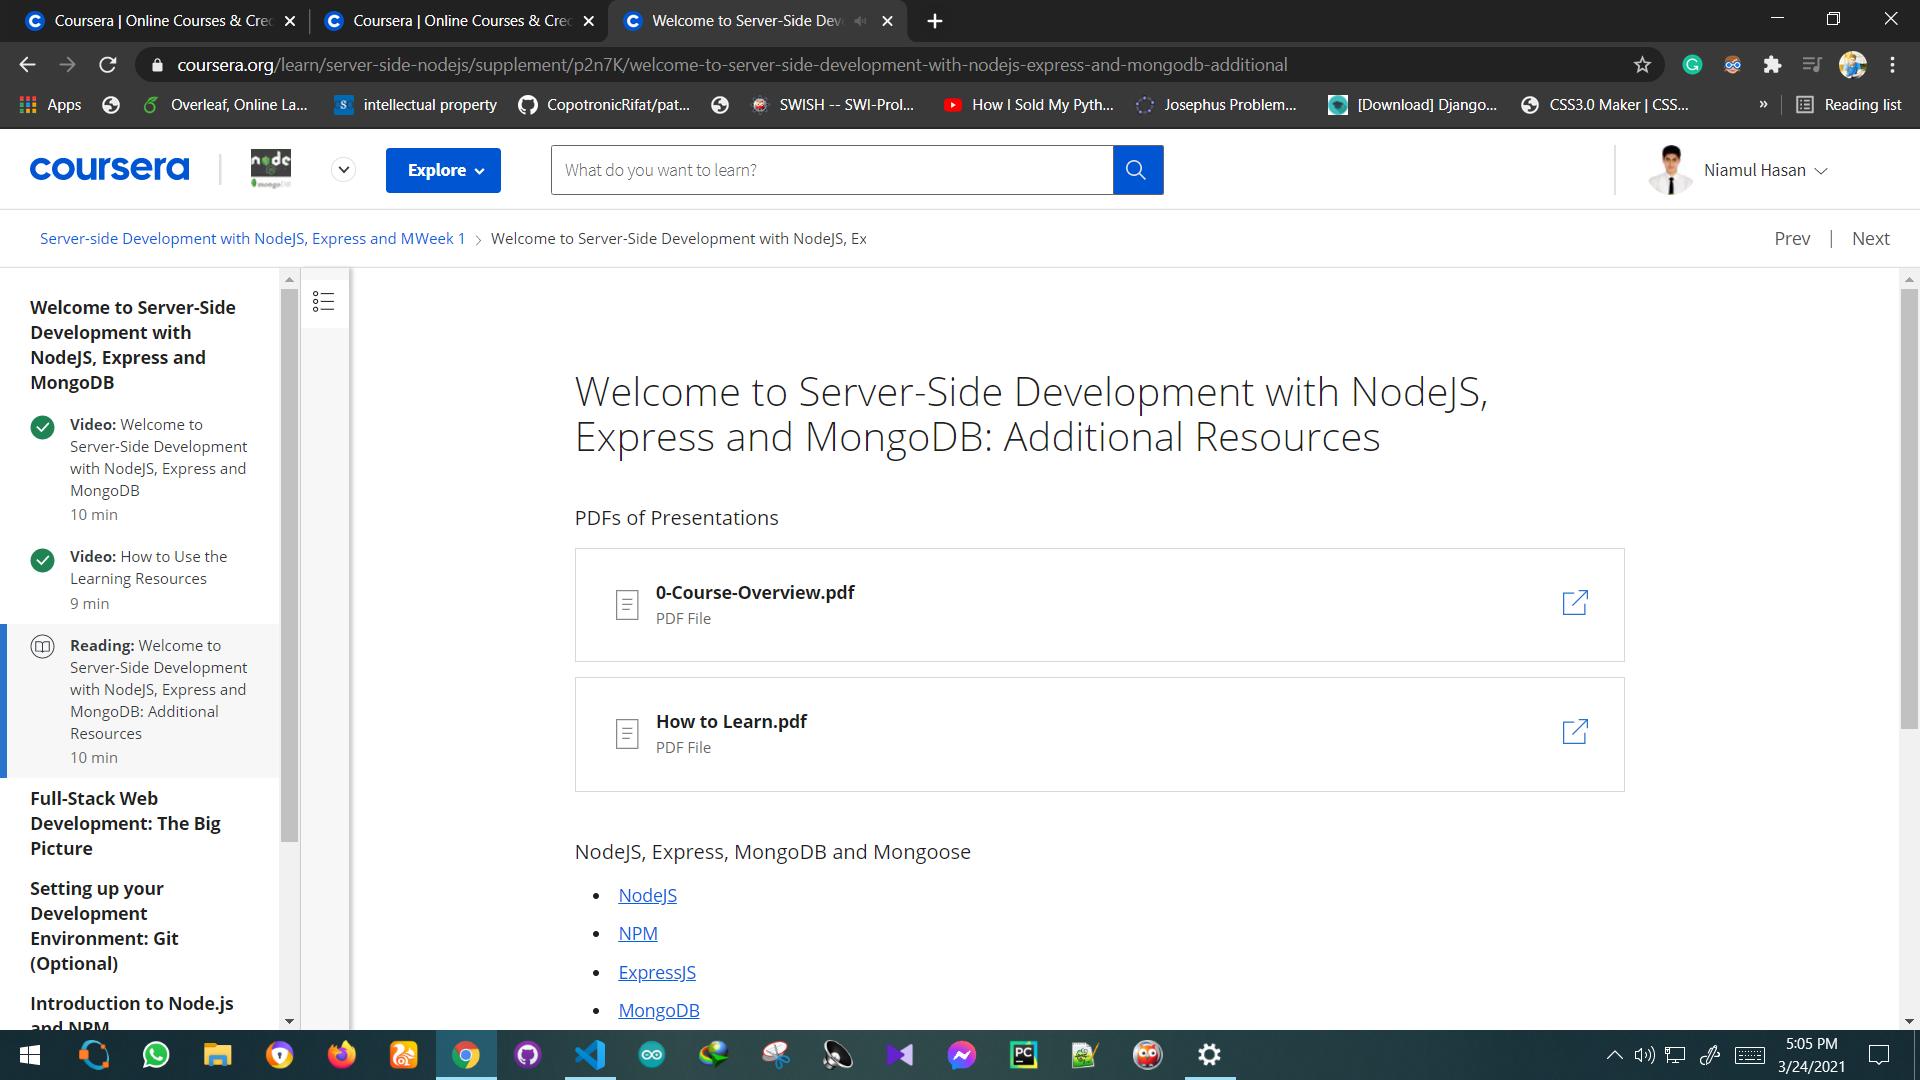 Coursera | Online Courses & Cre
Coursera | Online Courses & Cre
Welcome to Server-Side Dev
coursera.org/learn/server-side-nodejs/supplement/p2n7K/welcome-to-server-side-development-with-nodejs-express-and-mongodb-additional
Apps
Overleaf, Online La...
intellectual property
CopotronicRifat/pat...
SWISH -- SWI-Prol...
How I Sold My Pyth...
Josephus Problem...
[Download] Django...
CSS3.0 Maker | CSS...
»
Reading list
coursera
node
mongoDB
Explore
What do you want to learn?
Niamul Hasan
Server-side Development with NodeJS, Express and MWeek 1
Welcome to Server-Side Development with NodeJS, Ex
Prev
Next
Welcome to Server-Side
Development with
NodeJS, Express and
MongoDB
Video: Welcome to
Server-Side Development
with NodeJS, Express and
MongoDB
10 min
Video: How to Use the
Learning Resources
9 min
Reading: Welcome to
Server-Side Development
with NodeJS, Express and
MongoDB: Additional
Resources
10 min
Full-Stack Web
Development: The Big
Picture
Setting up your
Development
Environment: Git
(Optional)
Introduction to Node.js
and NPM
Welcome to Server-Side Development with NodeJS,
Express and MongoDB: Additional Resources
PDFs of Presentations
0-Course-Overview.pdf
PDF File
How to Learn.pdf
PDF File
NodeJS, Express, MongoDB and Mongoose
• NodeJS
• NPM
• ExpressJS
• MongoDB
PC
5:05 PM
3/24/2021